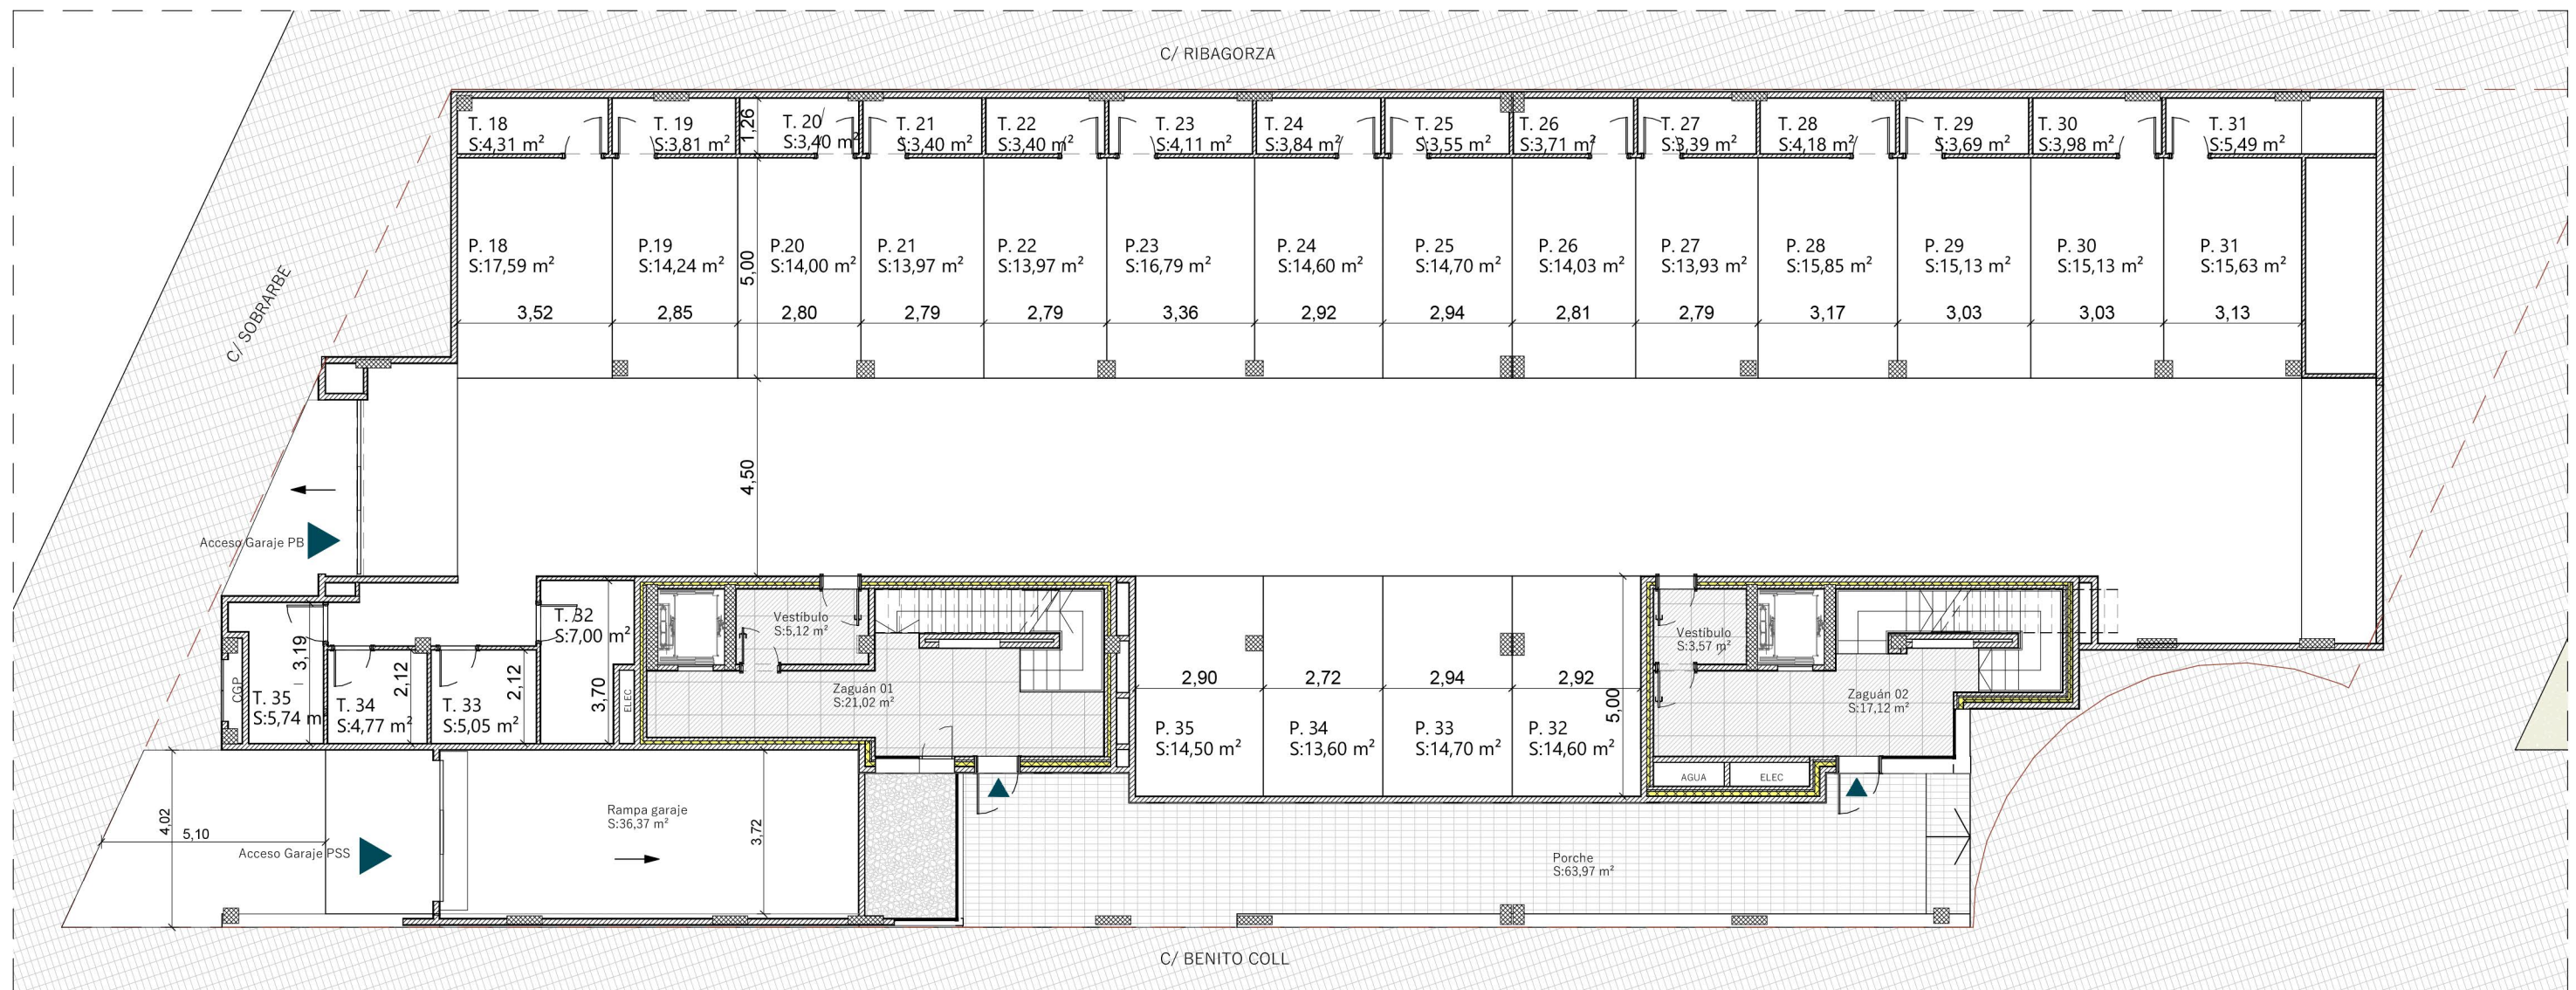 C/ RIBAGORZA
T. 18
S:4,31 m²
T. 19
S:3,81 m²
1,26
T. 20
S:3,40 m²
T. 21
S:3,40 m²
T. 22
S:3,40 m²
T. 23
S:4,11 m²
T. 24
S:3,84 m²
T. 25
S:3,55 m²
T. 26
S:3,71 m²
T. 27
S:3,39 m²
T. 28
S:4,18 m²
T. 29
S:3,69 m²
T. 30
S:3,98 m²
T. 31
S:5,49 m²
C/ SOBRARBE
P. 18
S:17,59 m²
P.19
S:14,24 m²
5,00
P.20
S:14,00 m²
P. 21
S:13,97 m²
P. 22
S:13,97 m²
P.23
S:16,79 m²
P. 24
S:14,60 m²
P. 25
S:14,70 m²
P. 26
S:14,03 m²
P. 27
S:13,93 m²
P. 28
S:15,85 m²
P. 29
S:15,13 m²
P. 30
S:15,13 m²
P. 31
S:15,63 m²
3,52
2,85
2,80
2,79
2,79
3,36
2,92
2,94
2,81
2,79
3,17
3,03
3,03
3,13
4,50
Acceso Garaje PB
T. 32
S:7,00 m²
Vestíbulo
S:5,12 m²
Vestíbulo
S:3,57 m²
3,19
2,12
2,12
3,70
CGP
ELEC
T. 35
S:5,74 m
T. 34
S:4,77 m²
T. 33
S:5,05 m²
Zaguán 01
S:21,02 m²
2,90
2,72
2,94
2,92
5,00
Zaguán 02
S:17,12 m²
P. 35
S:14,50 m²
P. 34
S:13,60 m²
P. 33
S:14,70 m²
P. 32
S:14,60 m²
AGUA
ELEC
4,02
5,10
Acceso Garaje PSS
Rampa garaje
S:36,37 m²
3,72
Porche
S:63,97 m²
C/ BENITO COLL